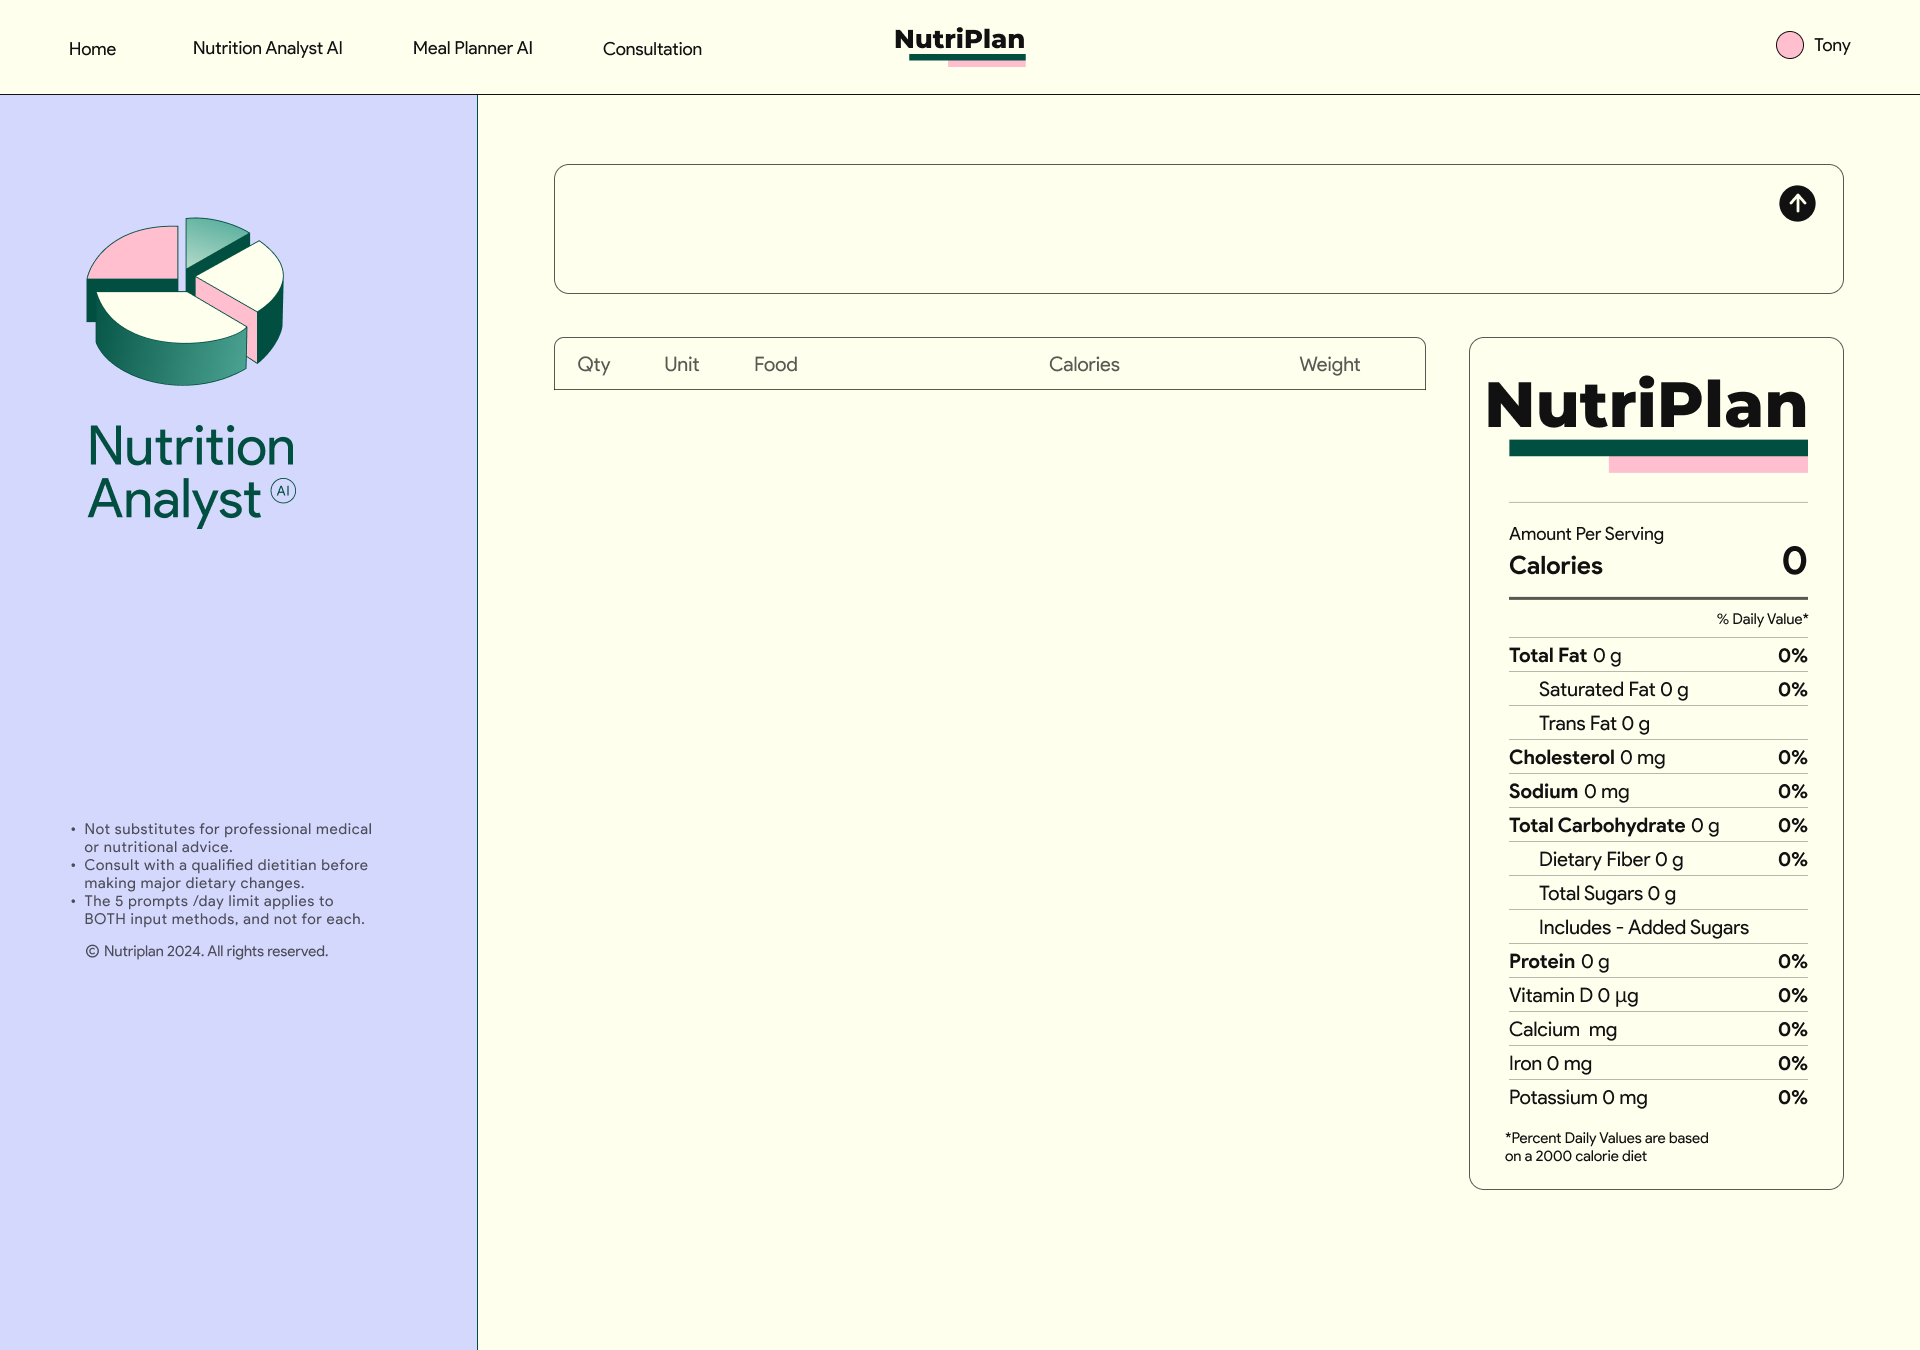 Home
Nutrition Analyst AI
Meal Planner AI
Consultation
NutriPlan
Tony
Nutrition
Analyst AI
• Not substitutes for professional medical
or nutritional advice.
• Consult with a qualified dietitian before
making major dietary changes.
• The 5 prompts /day limit applies to
BOTH input methods, and not for each.
© Nutriplan 2024. All rights reserved.
Qty Unit Food Calories Weight
NutriPlan
Amount Per Serving
Calories 0
% Daily Value*
Total Fat 0 g 0%
Saturated Fat 0 g 0%
Trans Fat 0 g
Cholesterol 0 mg 0%
Sodium 0 mg 0%
Total Carbohydrate 0 g 0%
Dietary Fiber 0 g 0%
Total Sugars 0 g
Includes - Added Sugars
Protein 0 g 0%
Vitamin D 0 µg 0%
Calcium mg 0%
Iron 0 mg 0%
Potassium 0 mg 0%
*Percent Daily Values are based
on a 2000 calorie diet